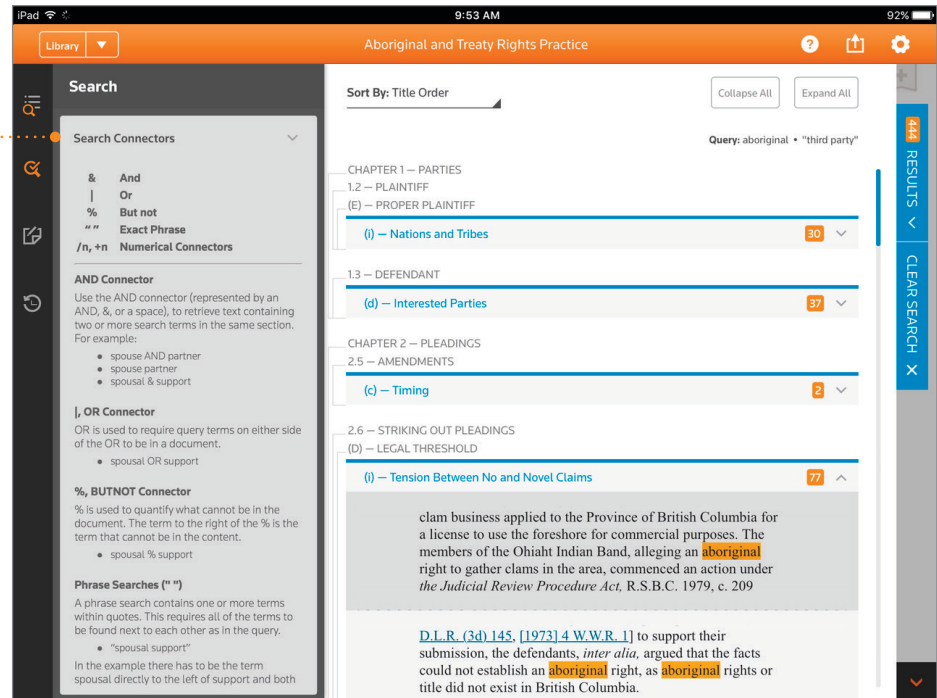 iPad
9:53 AM
92%
Library
Aboriginal and Treaty Rights Practice
?
Search
Search Connectors
& And
| Or
% But not
" " Exact Phrase
/n, +n Numerical Connectors
AND Connector
Use the AND connector (represented by an
AND, &, or a space), to retrieve text containing
two or more search terms in the same section.
For example:
• spouse AND partner
• spouse partner
• spousal & support
|, OR Connector
OR is used to require query terms on either side
of the OR to be in a document.
• spousal OR support
%, BUTNOT Connector
% is used to quantify what cannot be in the
document. The term to the right of the % is the
term that cannot be in the content.
• spousal % support
Phrase Searches (" ")
A phrase search contains one or more terms
within quotes. This requires all of the terms to
be found next to each other as in the query.
• "spousal support"
In the example there has to be the term
spousal directly to the left of support and both
Sort By: Title Order
Collapse All
Expand All
Query: aboriginal • "third party"
CHAPTER 1 — PARTIES
1.2 — PLAINTIFF
(E) — PROPER PLAINTIFF
(i) — Nations and Tribes 30
1.3 — DEFENDANT
(d) — Interested Parties 37
CHAPTER 2 — PLEADINGS
2.5 — AMENDMENTS
(c) — Timing 2
2.6 — STRIKING OUT PLEADINGS
(D) — LEGAL THRESHOLD
(i) — Tension Between No and Novel Claims 77
clam business applied to the Province of British Columbia for
a license to use the foreshore for commercial purposes. The
members of the Ohiaht Indian Band, alleging an aboriginal
right to gather clams in the area, commenced an action under
the Judicial Review Procedure Act, R.S.B.C. 1979, c. 209
D.L.R. (3d) 145, [1973] 4 W.W.R. 1] to support their
submission, the defendants, inter alia, argued that the facts
could not establish an aboriginal right, as aboriginal rights or
title did not exist in British Columbia.
444 RESULTS
CLEAR SEARCH X